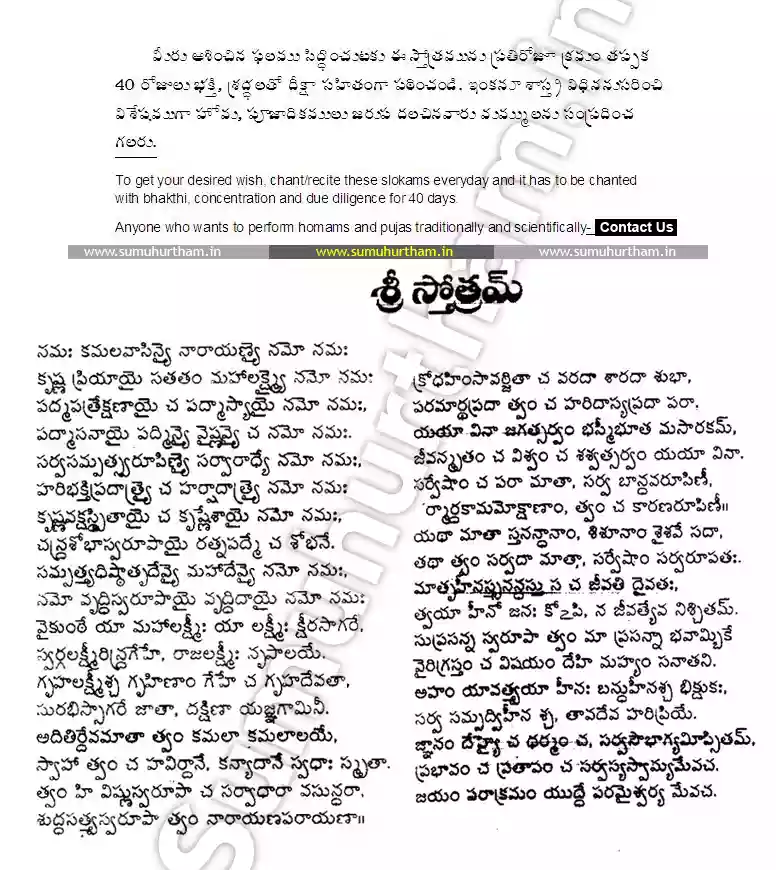 మీరు ఆశించిన ఫలము సిద్ధించుటకు ఈ స్తోత్రమును ప్రతిరోజూ క్రమం తప్పక
40 రోజులు భక్తి, శ్రద్ధలతో దీక్షా సహితంగా పఠించండి. ఇంకనూ శాస్త్ర విధిననుసరించి
విశేషముగా హోమ, పూజాదికములు జరుప దలచినవారు మమ్ములను సంప్రదించ
గలరు.
To get your desired wish, chant/recite these slokams everyday and it has to be chanted
with bhakthi, concentration and due diligence for 40 days.
Anyone who wants to perform homams and pujas traditionally and scientifically- Contact Us
www.sumuhurtham.in www.sumuhurtham.in www.sumuhurtham.in
శ్రీ స్తోత్రమ్
నమః కమలవాసిన్యై నారాయణ్యై నమో నమః
కృష్ణ ప్రియాయై సతతం మహాలక్ష్మ్యై నమో నమః
పద్మపత్రేక్షణాయై చ పద్మాస్యాయై నమో నమః,
పద్మాసనాయై పద్మిన్యై వైష్ణవ్యై చ నమో నమః.
సర్వసమ్పత్స్వరూపిణ్యై సర్వారాధ్యే నమో నమః,
హరిభక్తిప్రదాత్ర్యై చ హర్షదాత్ర్యై నమో నమః
కృష్ణవక్షస్థ్సితాయై చ కృష్ణేశాయై నమో నమః,
చన్ద్రశోభాస్వరూపాయై రత్నపద్మే చ శోభనే.
సమ్పత్త్యధిష్ఠాతృదేవ్యై మహాదేవ్యై నమో నమః,
నమో వృద్ధిస్వరూపాయై వృద్ధిదాయై నమో నమః
వైకుంఠే యా మహాలక్ష్మీః యా లక్ష్మీః క్షీరసాగరే,
స్వర్గలక్ష్మీరిన్ద్రగేహే, రాజలక్ష్మీః నృపాలయే.
గృహలక్ష్మీశ్చ గృహిణాం గేహే చ గృహదేవతా,
సురభిస్సాగరే జాతా, దక్షిణా యజ్ఞగామినీ.
అదితిర్దేవమాతా త్వం కమలా కమలాలయే,
స్వాహా త్వం చ హవిర్దానే, కన్యాదానే స్వధాః స్మృతా.
త్వం హి విష్ణుస్వరూపా చ సర్వాధారా వసున్ధరా,
శుద్ధసత్త్వస్వరూపా త్వం నారాయణపరాయణా॥
క్రోధహింసావర్జితా చ వరదా శారదా శుభా,
పరమార్థప్రదా త్వం చ హరిదాస్యప్రదా పరా.
యయా వినా జగత్సర్వం భస్మీభూత మసారకమ్,
జీవన్మృతం చ విశ్వం చ శశ్వత్సర్వం యయా వినా.
సర్వేషాం చ పరా మాతా, సర్వ బాన్ధవరూపిణీ,
ర్మార్థకామమోక్షాణాం, త్వం చ కారణరూపిణీ॥
యథా మాతా స్తనన్ధానాం, శిశూనాం శైశవే సదా,
తథా త్వం సర్వదా మాతా, సర్వేషాం సర్వరూపతః.
మాతృహీనస్తునన్ధస్తు స చ జీవతి దైవతః,
త్వయా హీనో జనః కోఽపి, న జీవత్యేవ నిశ్చితమ్.
సుప్రసన్న స్వరూపా త్వం మా ప్రసన్నా భవామ్బికే
వైరిగ్రస్తం చ విషయం దేహి మహ్యం సనాతని.
అహం యావత్త్వయా హీనః బన్ధుహీనశ్చ భిక్షుకః,
సర్వ సమ్పద్విహీన శ్చ, తావదేవ హరిప్రియే.
జ్ఞానం దేహ్యై చ ధర్మం చ, సర్వసౌభాగ్యమీప్సితమ్,
ప్రభావం చ ప్రతాపం చ సర్వస్యస్వామ్యమేవచ.
జయం పరాక్రమం యుద్ధే పరమైశ్వర్య మేవచ.
Sumuhurtham.in